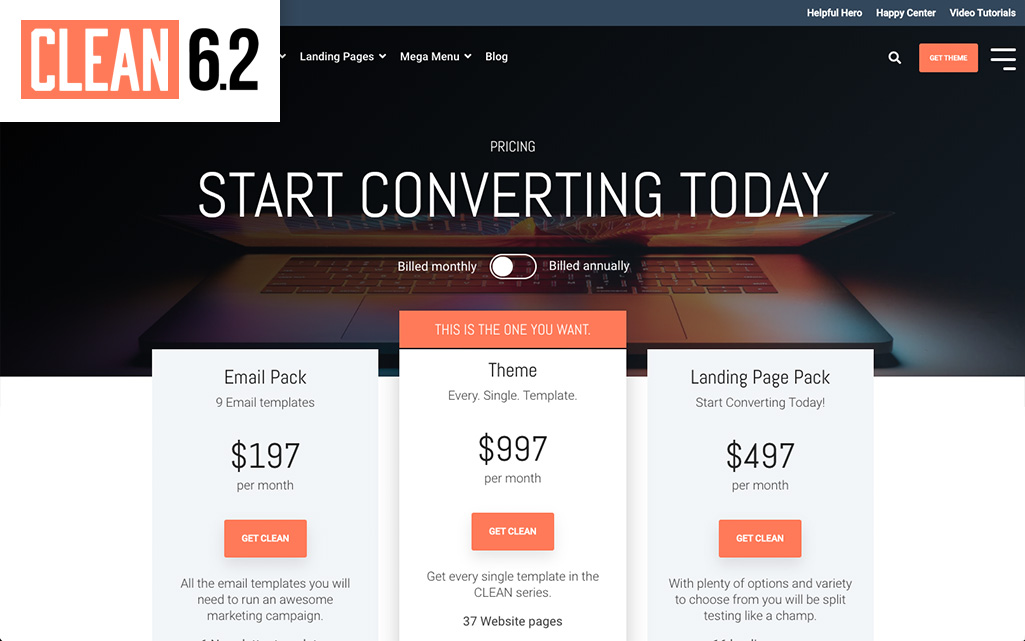 Helpful Hero Happy Center Video Tutorials
CLEAN 6.2
Landing Pages Mega Menu Blog
GET THEME
PRICING
START CONVERTING TODAY
Billed monthly Billed annually
THIS IS THE ONE YOU WANT.
Email Pack
9 Email templates
$197
per month
GET CLEAN
All the email templates you will
need to run an awesome
marketing campaign.
Theme
Every. Single. Template.
$997
per month
GET CLEAN
Get every single template in the
CLEAN series.
37 Website pages
Landing Page Pack
Start Converting Today!
$497
per month
GET CLEAN
With plenty of options and variety
to choose from you will be split
testing like a champ.